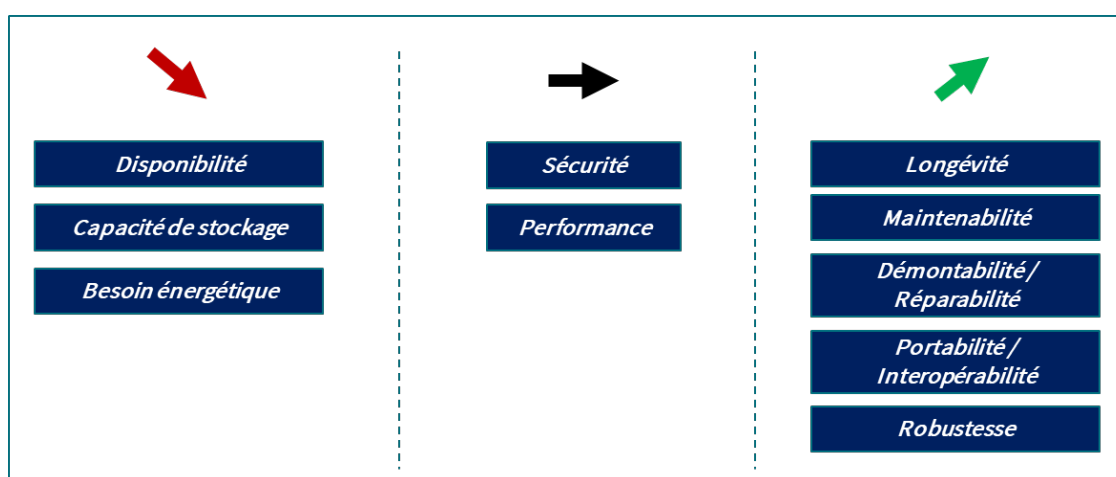 Disponibilité
Capacité de stockage
Besoin énergétique
Sécurité
Performance
Longévité
Maintenabilité
Démontabilité /
Réparabilité
Portabilité /
Interopérabilité
Robustesse